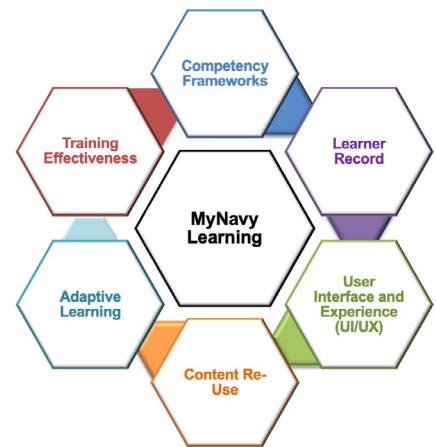 Competency
Frameworks
Training
Effectiveness
Learner
Record
MyNavy
Learning
Adaptive
Learning
User
Interface and
Experience
(UI/UX)
Content Re-
Use